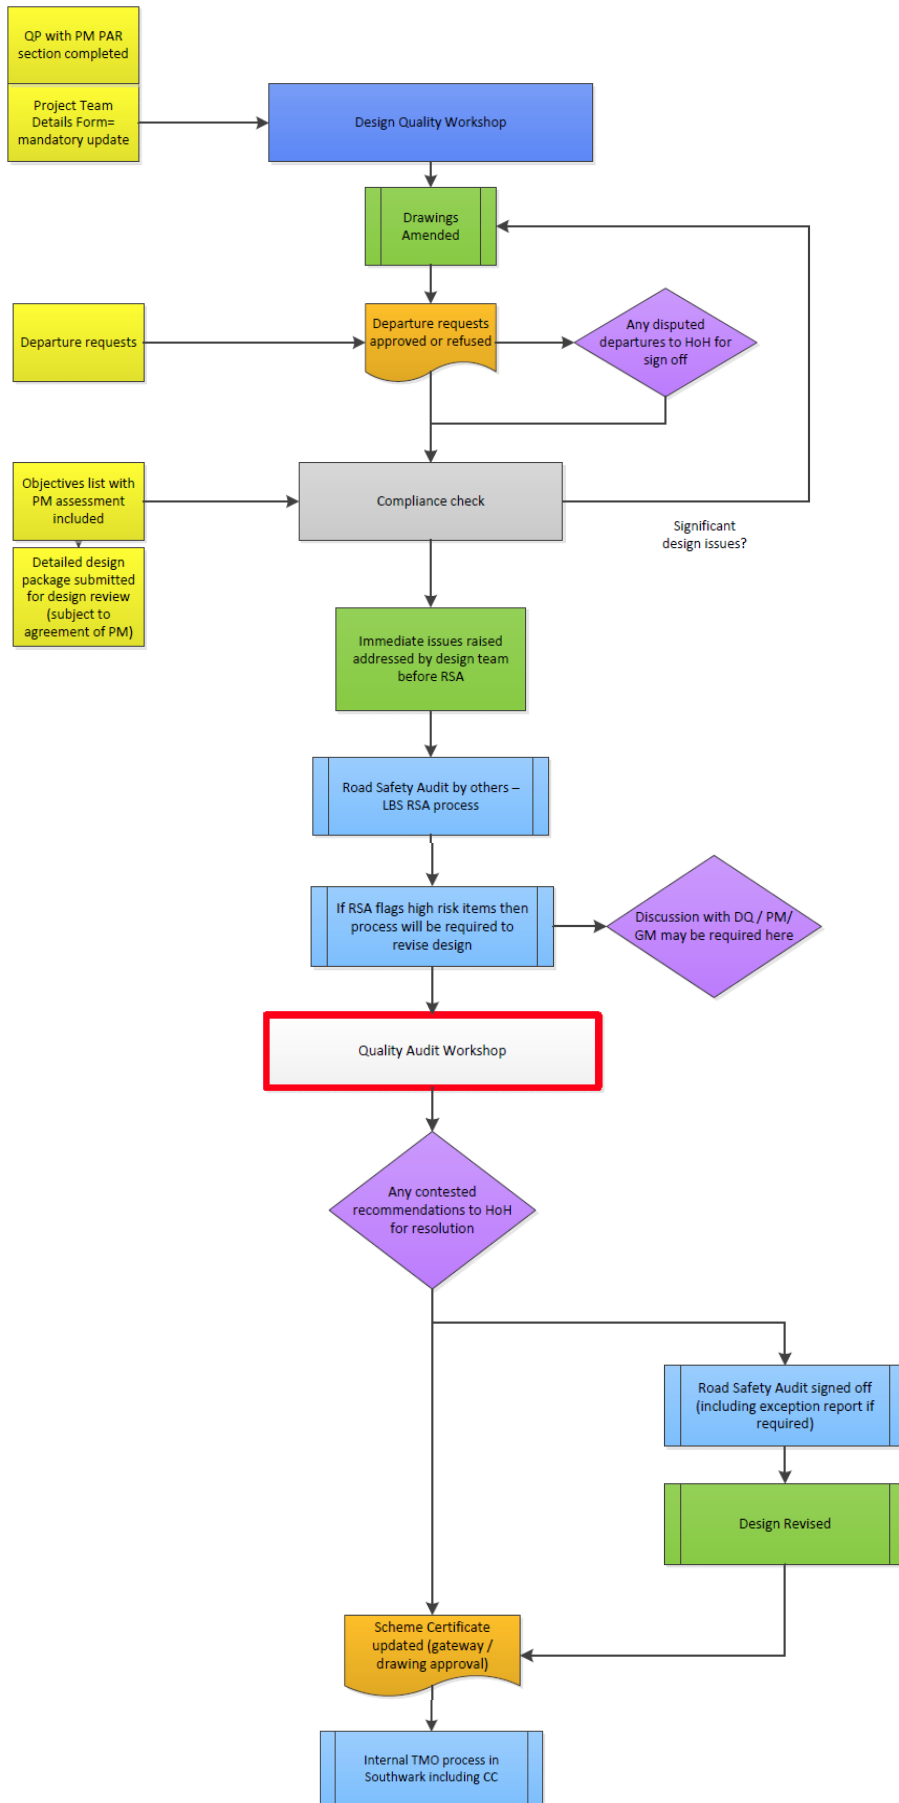 QP with PM PAR
section completed
Project Team
Details Form=
mandatory update
Design Quality Workshop
Drawings
Amended
Departure requests
Departure requests
approved or refused
Any disputed
departures to HoH for
sign off
Objectives list with
PM assessment
included
Compliance check
Significant
design issues?
Detailed design
package submitted
for design review
(subject to
agreement of PM)
Immediate issues raised
addressed by design team
before RSA
Road Safety Audit by others –
LBS RSA process
If RSA flags high risk items then
process will be required to
revise design
Discussion with DQ / PM/
GM may be required here
Quality Audit Workshop
Any contested
recommendations to HoH
for resolution
Road Safety Audit signed off
(including exception report if
required)
Design Revised
Scheme Certificate
updated (gateway /
drawing approval)
Internal TMO process in
Southwark including CC